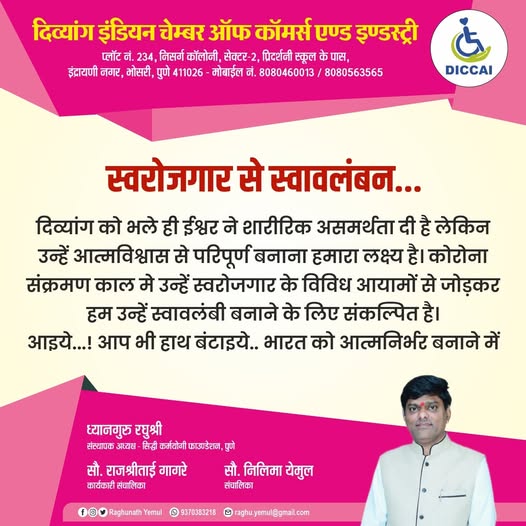 दिव्यांग इंडियन चेम्बर ऑफ कॉमर्स एण्ड इण्डस्ट्री
प्लॉट नं. 234, निसर्ग कॉलोनी, सेक्टर-2, प्रिदर्शनी स्कूल के पास,
इंद्रायणी नगर, भोसरी, पुणे 411026 - मोबाईल नं. 8080460013 / 8080563565
DICCAI
स्वरोजगार से स्वावलंबन...
दिव्यांग को भले ही ईश्वर ने शारीरिक असमर्थता दी है लेकिन
उन्हें आत्मविश्वास से परिपूर्ण बनाना हमारा लक्ष्य है। कोरोना
संक्रमण काल मे उन्हें स्वरोजगार के विविध आयामों से जोड़कर
हम उन्हें स्वावलंबी बनाने के लिए संकल्पित है।
आइये...! आप भी हाथ बंटाइये.. भारत को आत्मनिर्भर बनाने में
ध्यानगुरु रघुश्री
संस्थापक अध्यक्ष - सिद्धी कर्मयोगी फाउण्डेशन, पुणे
सौ. राजश्रीताई गागरे
कार्यकारी संचालिका
सौ. निलिमा येमुल
संचालिका
Raghunath Yemul 9370383218 raghu.yemul@gmail.com